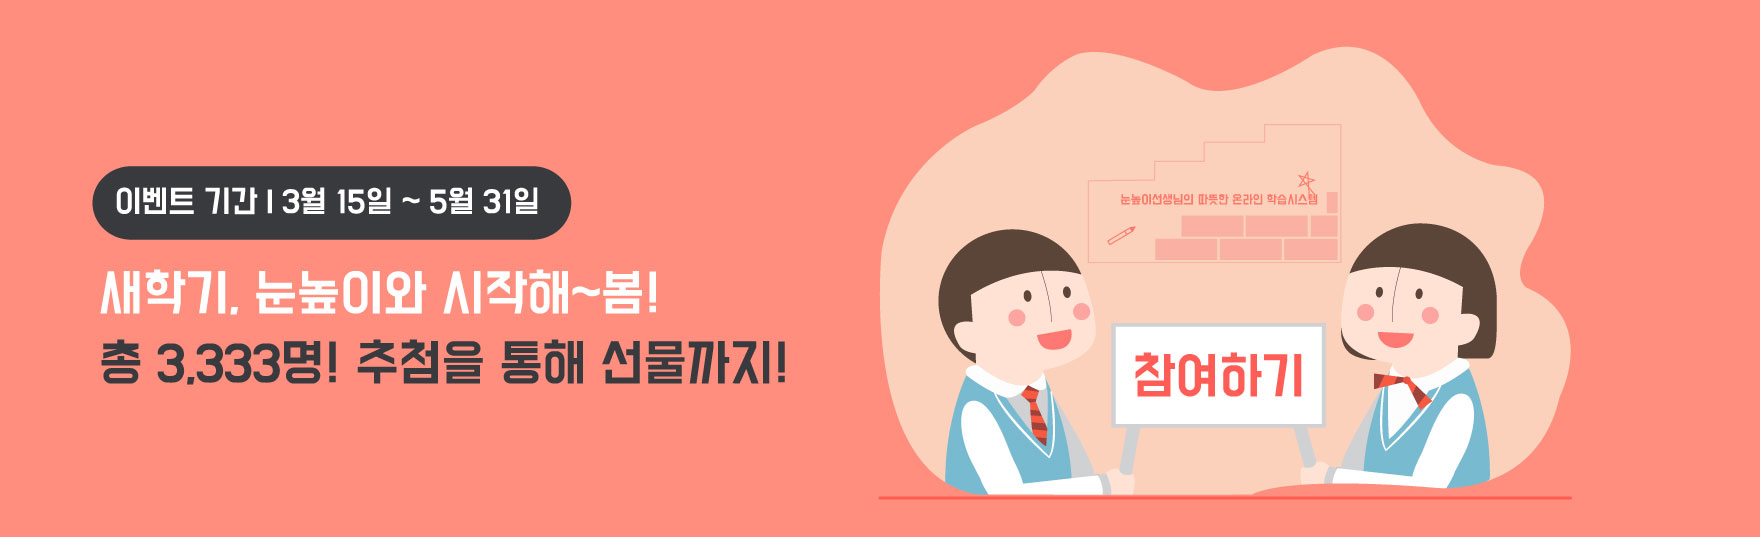 이벤트 기간 | 3월 15일 ~ 5월 31일
새학기, 눈높이와 시작해~봄!
총 3,333명! 추첨을 통해 선물까지!
눈높이선생님의 따뜻한 온라인 학습시스템
참여하기